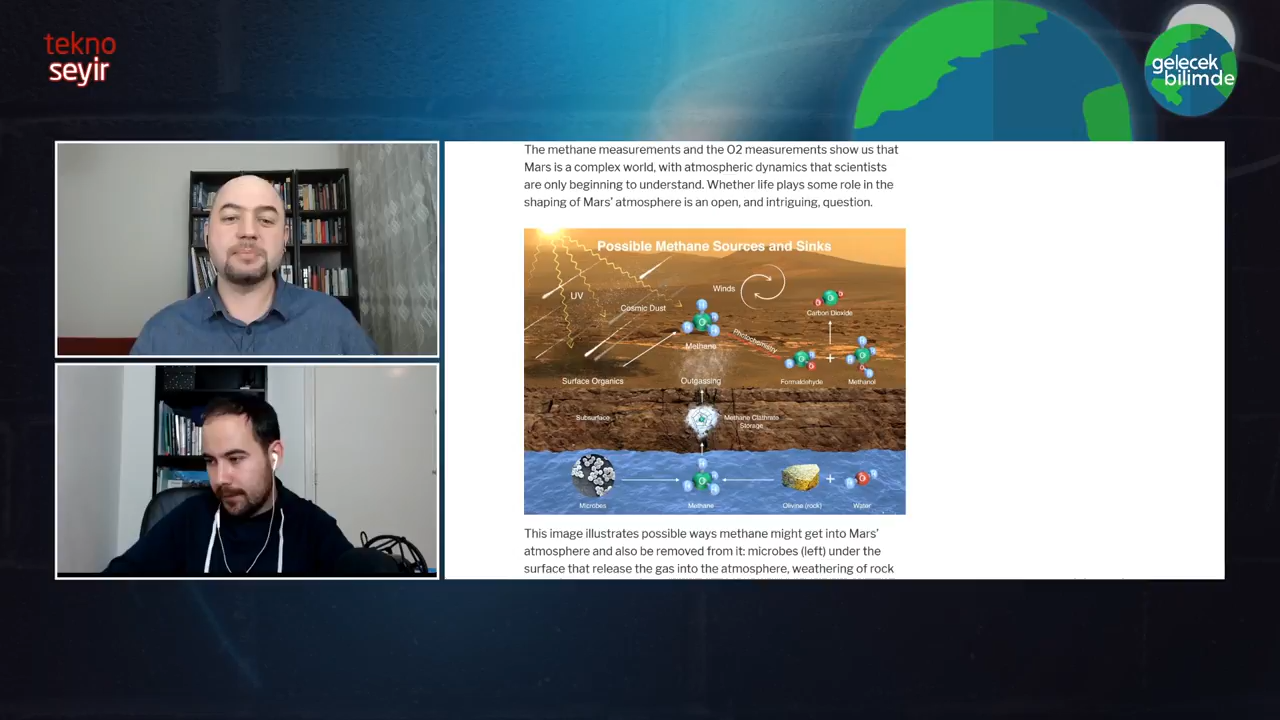 tekno
seyir
gelecek
bilimde
The methane measurements and the O2 measurements show us that
Mars is a complex world, with atmospheric dynamics that scientists
are only beginning to understand. Whether life plays some role in the
shaping of Mars’ atmosphere is an open, and intriguing, question.
Possible Methane Sources and Sinks
UV
Cosmic Dust
Winds
Carbon Dioxide
Methane
Photochemistry
Surface Organics
Outgassing
Formaldehyde
Methanol
Subsurface
Methane Clathrate
Storage
Microbes
Methane
Olivine (rock)
Water
This image illustrates possible ways methane might get into Mars’
atmosphere and also be removed from it: microbes (left) under the
surface that release the gas into the atmosphere, weathering of rock